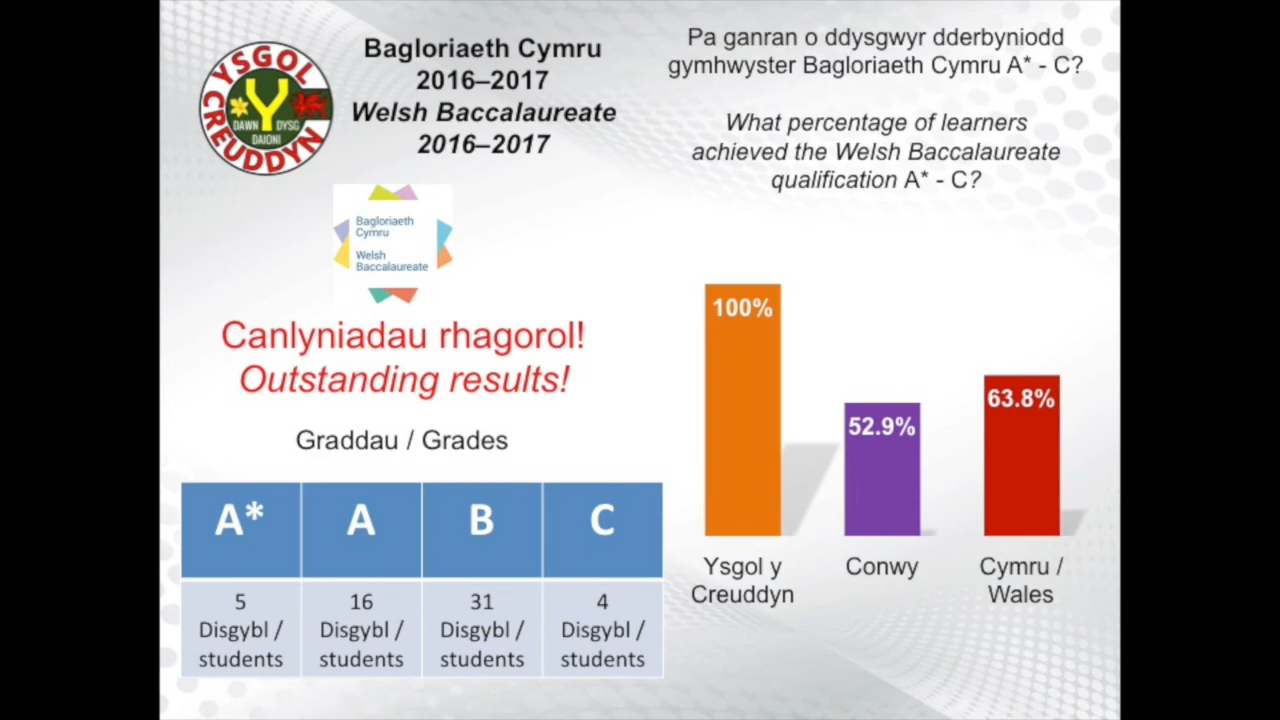 YSGOL
CREUDDYN
DAWN DYSG
DAIONI
Bagloriaeth Cymru
2016–2017
Welsh Baccalaureate
2016–2017
Bagloriaeth
Cymru
Welsh
Baccalaureate
Canlyniadau rhagorol!
Outstanding results!
Graddau / Grades
A* A B C
5 16 31 4
Disgybl / Disgybl / Disgybl / Disgybl /
students students students students
Pa ganran o ddysgwyr dderbyniodd
gymhwyster Bagloriaeth Cymru A* - C?
What percentage of learners
achieved the Welsh Baccalaureate
qualification A* - C?
100%
52.9%
63.8%
Ysgol y
Creuddyn
Conwy
Cymru /
Wales